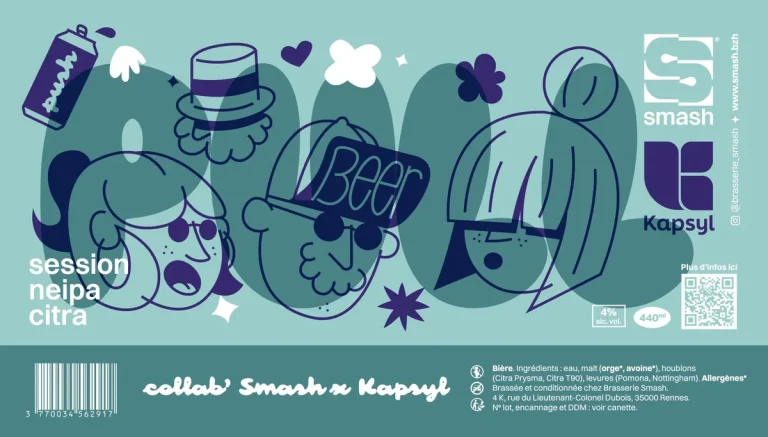 push
PULL
Beer
smash®
Kapsyl
@brasserie_smash + www.smash.bzh
session
neipa
citra
Plus d'infos ici
4%
alc. vol.
440ml
collab' Smash x Kapsyl
3 770034 562917
Bière. Ingrédients : eau, malt (orge*, avoine*), houblons
(Citra Prysma, Citra T90), levures (Pomona, Nottingham). Allergènes*
Brassée et conditionnée chez Brasserie Smash.
4 K, rue du Lieutenant-Colonel Dubois, 35000 Rennes.
N° lot, encannage et DDM : voir canette.